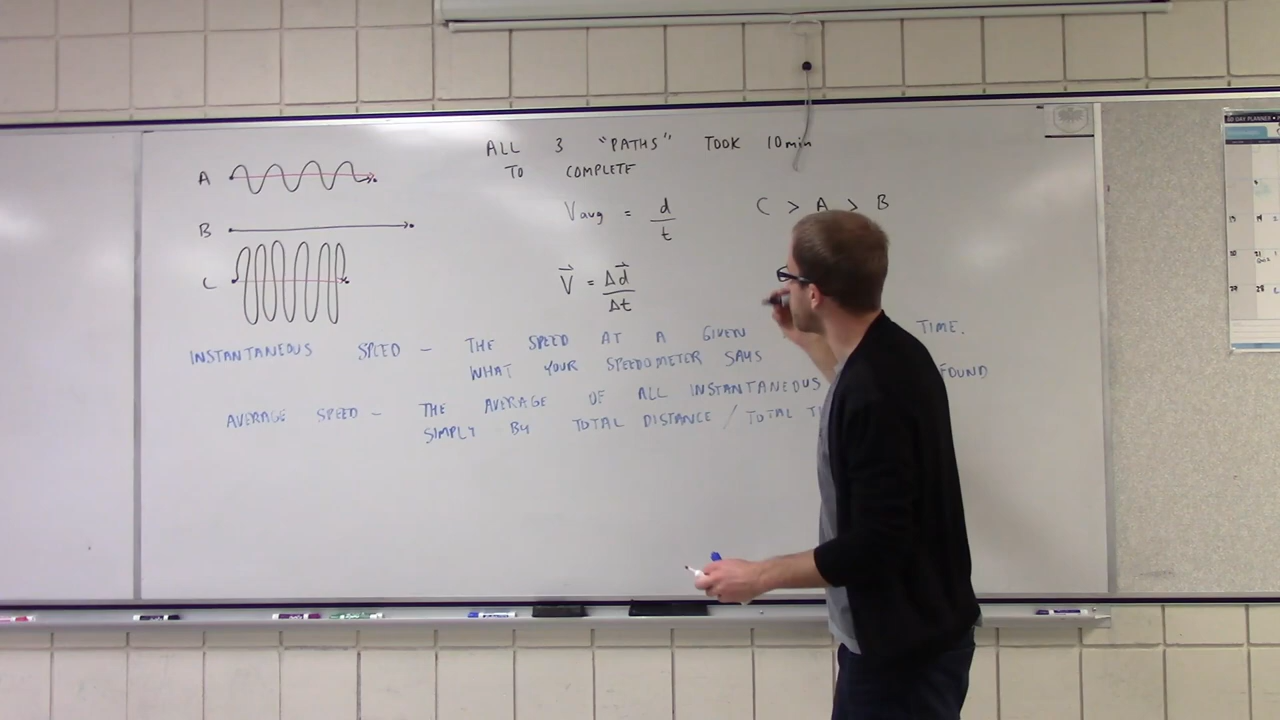 ALL 3 "PATHS" TOOK 10min
TO COMPLETE
A
B
C
Vavg = d/t
C > A > B
V⃗ = Δd⃗/Δt
INSTANTANEOUS SPEED – THE SPEED AT A GIVEN TIME.
WHAT YOUR SPEEDOMETER SAYS
AVERAGE SPEED – THE AVERAGE OF ALL INSTANTANEOUS FOUND
SIMPLY BY TOTAL DISTANCE / TOTAL